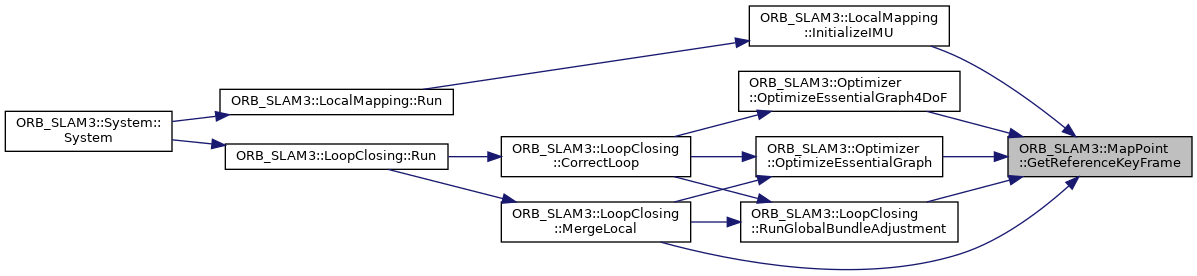 ORB_SLAM3::System::
System
ORB_SLAM3::LocalMapping::Run
ORB_SLAM3::LoopClosing::Run
ORB_SLAM3::LoopClosing
::CorrectLoop
ORB_SLAM3::LoopClosing
::MergeLocal
ORB_SLAM3::LocalMapping
::InitializeIMU
ORB_SLAM3::Optimizer
::OptimizeEssentialGraph4DoF
ORB_SLAM3::Optimizer
::OptimizeEssentialGraph
ORB_SLAM3::LoopClosing
::RunGlobalBundleAdjustment
ORB_SLAM3::MapPoint
::GetReferenceKeyFrame